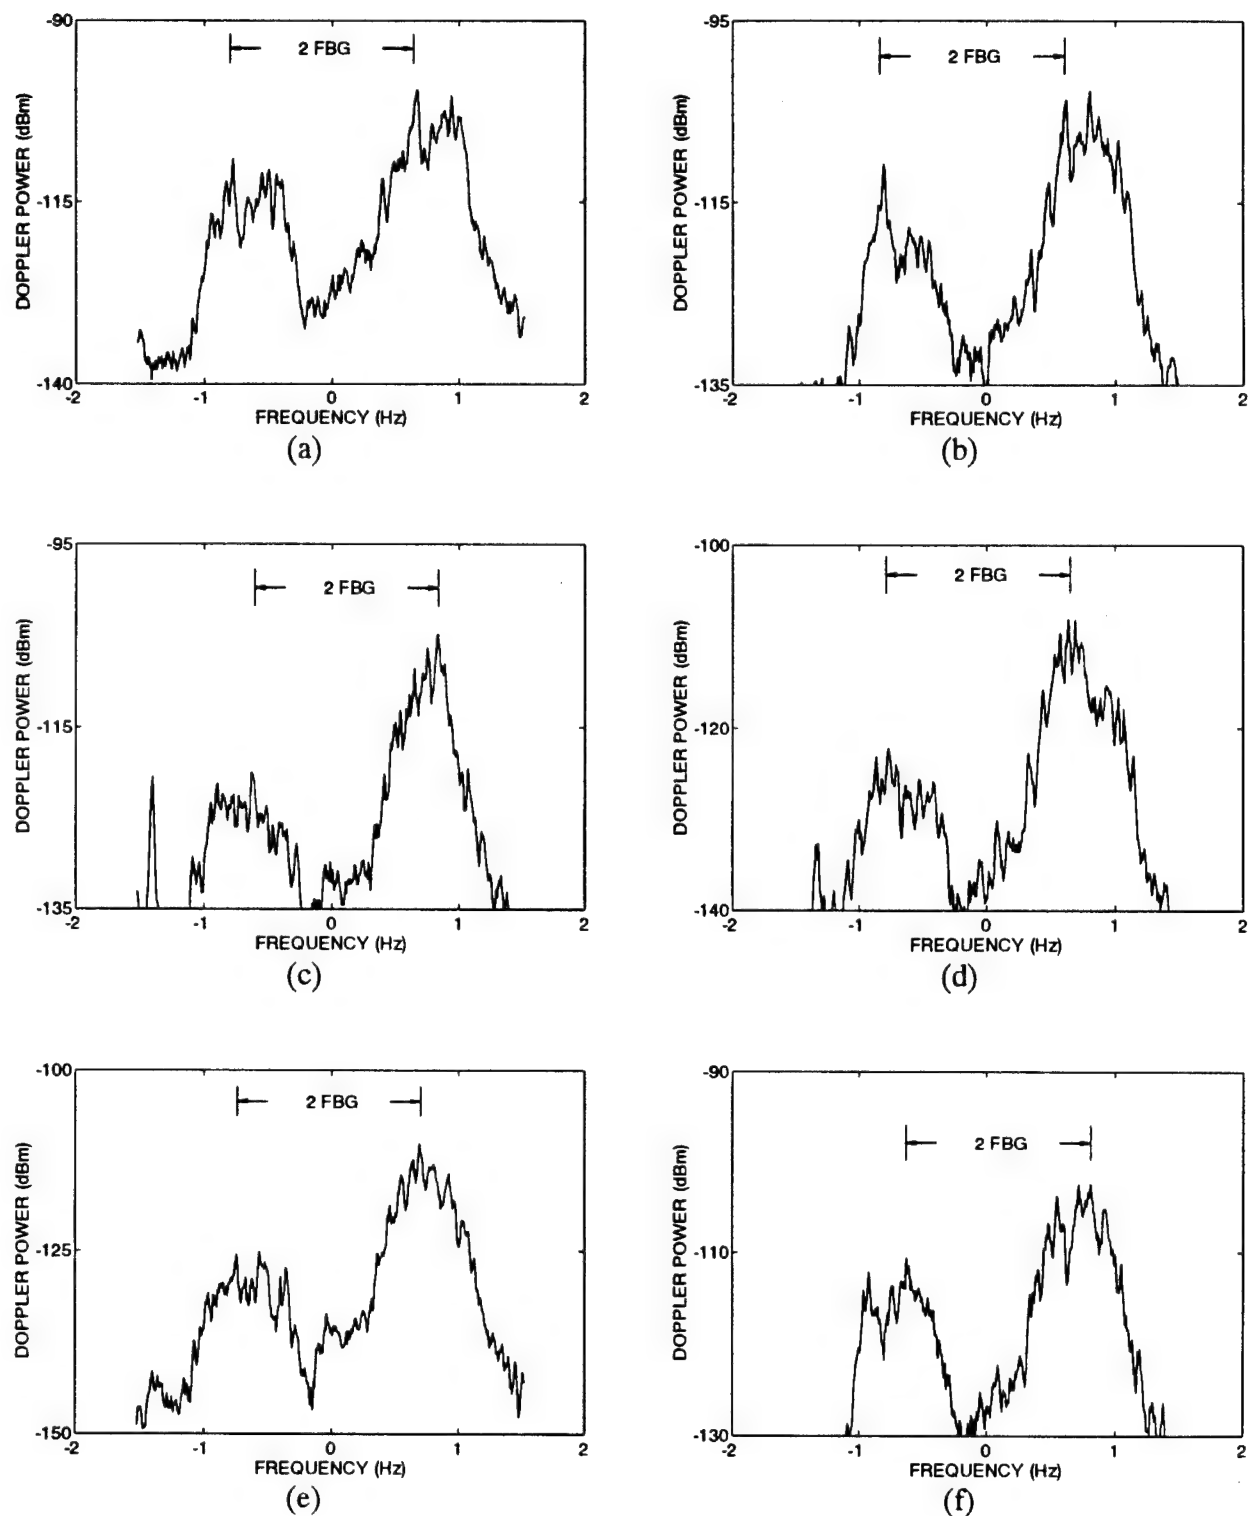 -90
2 FBG
DOPPLER POWER (dBm)
-115
-140
-2 -1 0 1 2
FREQUENCY (Hz)
(a)
-95
2 FBG
DOPPLER POWER (dBm)
-115
-135
-2 -1 0 1 2
FREQUENCY (Hz)
(b)
-95
2 FBG
DOPPLER POWER (dBm)
-115
-135
-2 -1 0 1 2
FREQUENCY (Hz)
(c)
-100
2 FBG
DOPPLER POWER (dBm)
-120
-140
-2 -1 0 1 2
FREQUENCY (Hz)
(d)
-100
2 FBG
DOPPLER POWER (dBm)
-125
-150
-2 -1 0 1 2
FREQUENCY (Hz)
(e)
-90
2 FBG
DOPPLER POWER (dBm)
-110
-130
-2 -1 0 1 2
FREQUENCY (Hz)
(f)